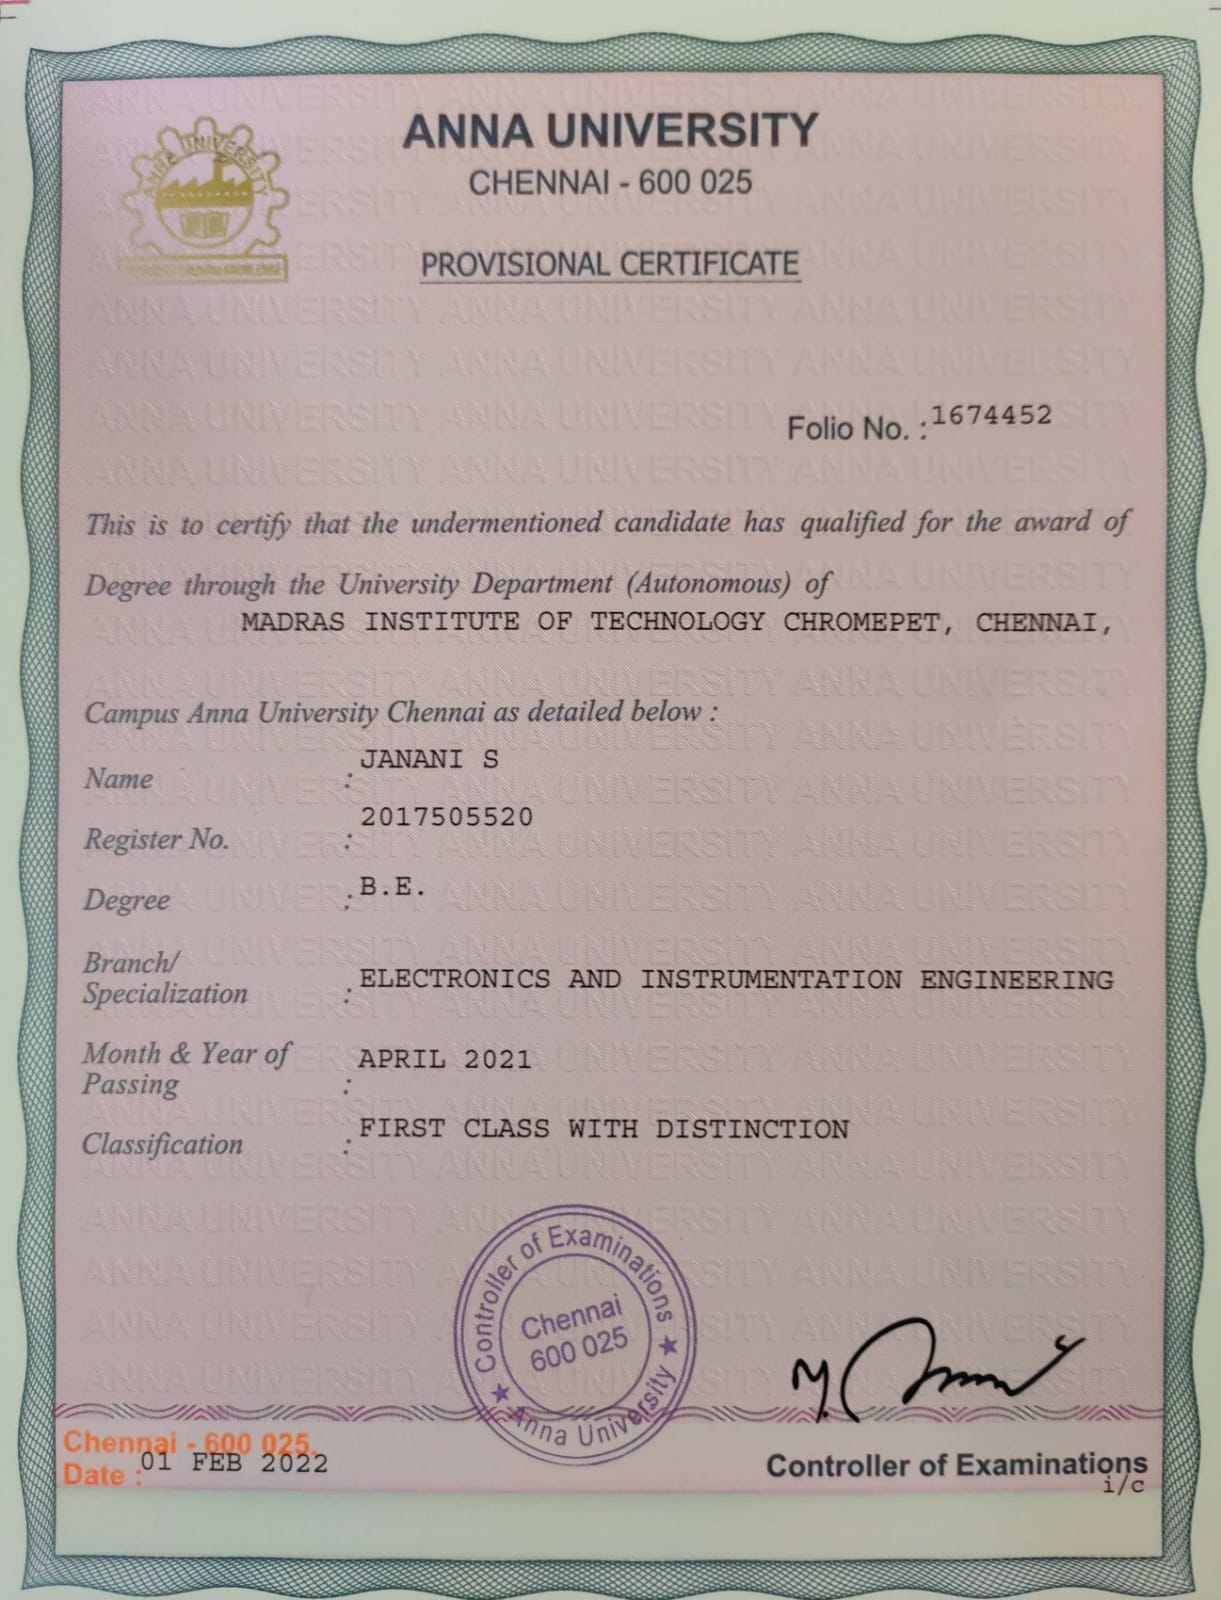 ANNA UNIVERSITY
CHENNAI - 600 025
ANNA UNIVERSITY
PROVISIONAL CERTIFICATE
Folio No. : 1674452
This is to certify that the undermentioned candidate has qualified for the award of
Degree through the University Department (Autonomous) of
MADRAS INSTITUTE OF TECHNOLOGY CHROMEPET, CHENNAI,
Campus Anna University Chennai as detailed below :
Name : JANANI S
Register No. : 2017505520
Degree : B.E.
Branch/
Specialization : ELECTRONICS AND INSTRUMENTATION ENGINEERING
Month & Year of
Passing : APRIL 2021
Classification : FIRST CLASS WITH DISTINCTION
Controller of Examinations
Chennai
600 025
Anna University
Chennai - 600 025.
Date : 01 FEB 2022
Controller of Examinations
i/c